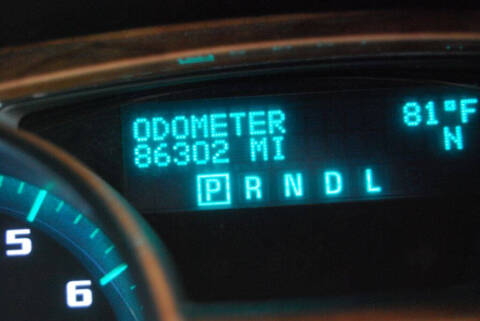 ODOMETER 81°F
86302 MI N
P R N D L
5
6